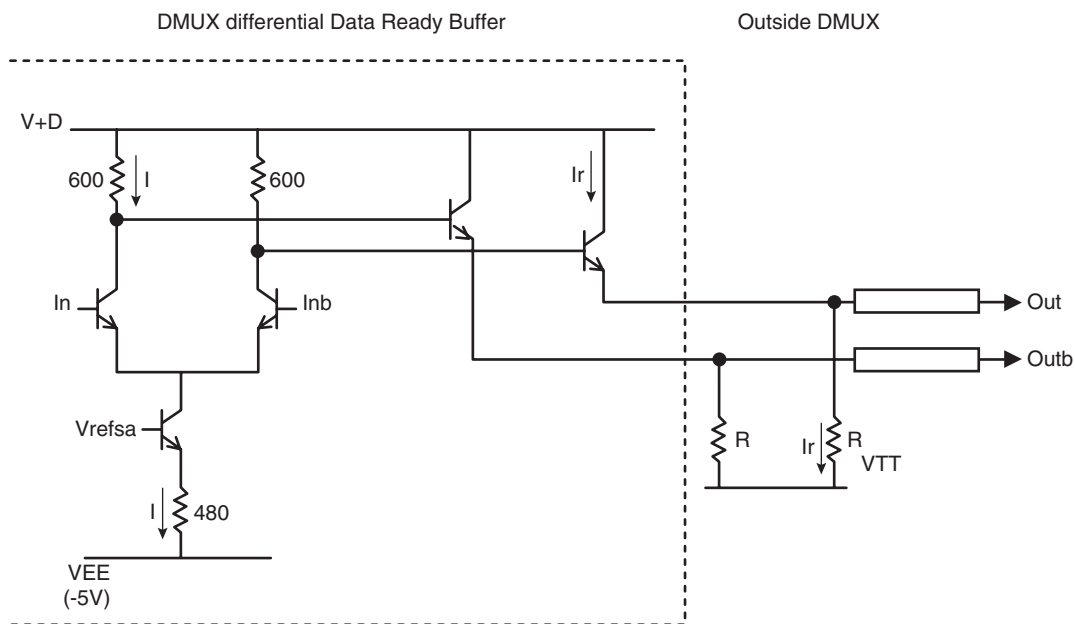 DMUX differential Data Ready Buffer
Outside DMUX
V+D
600
I
600
Ir
In
Inb
Out
Outb
Vrefsa
R
Ir
R
VTT
I
480
VEE
(-5V)